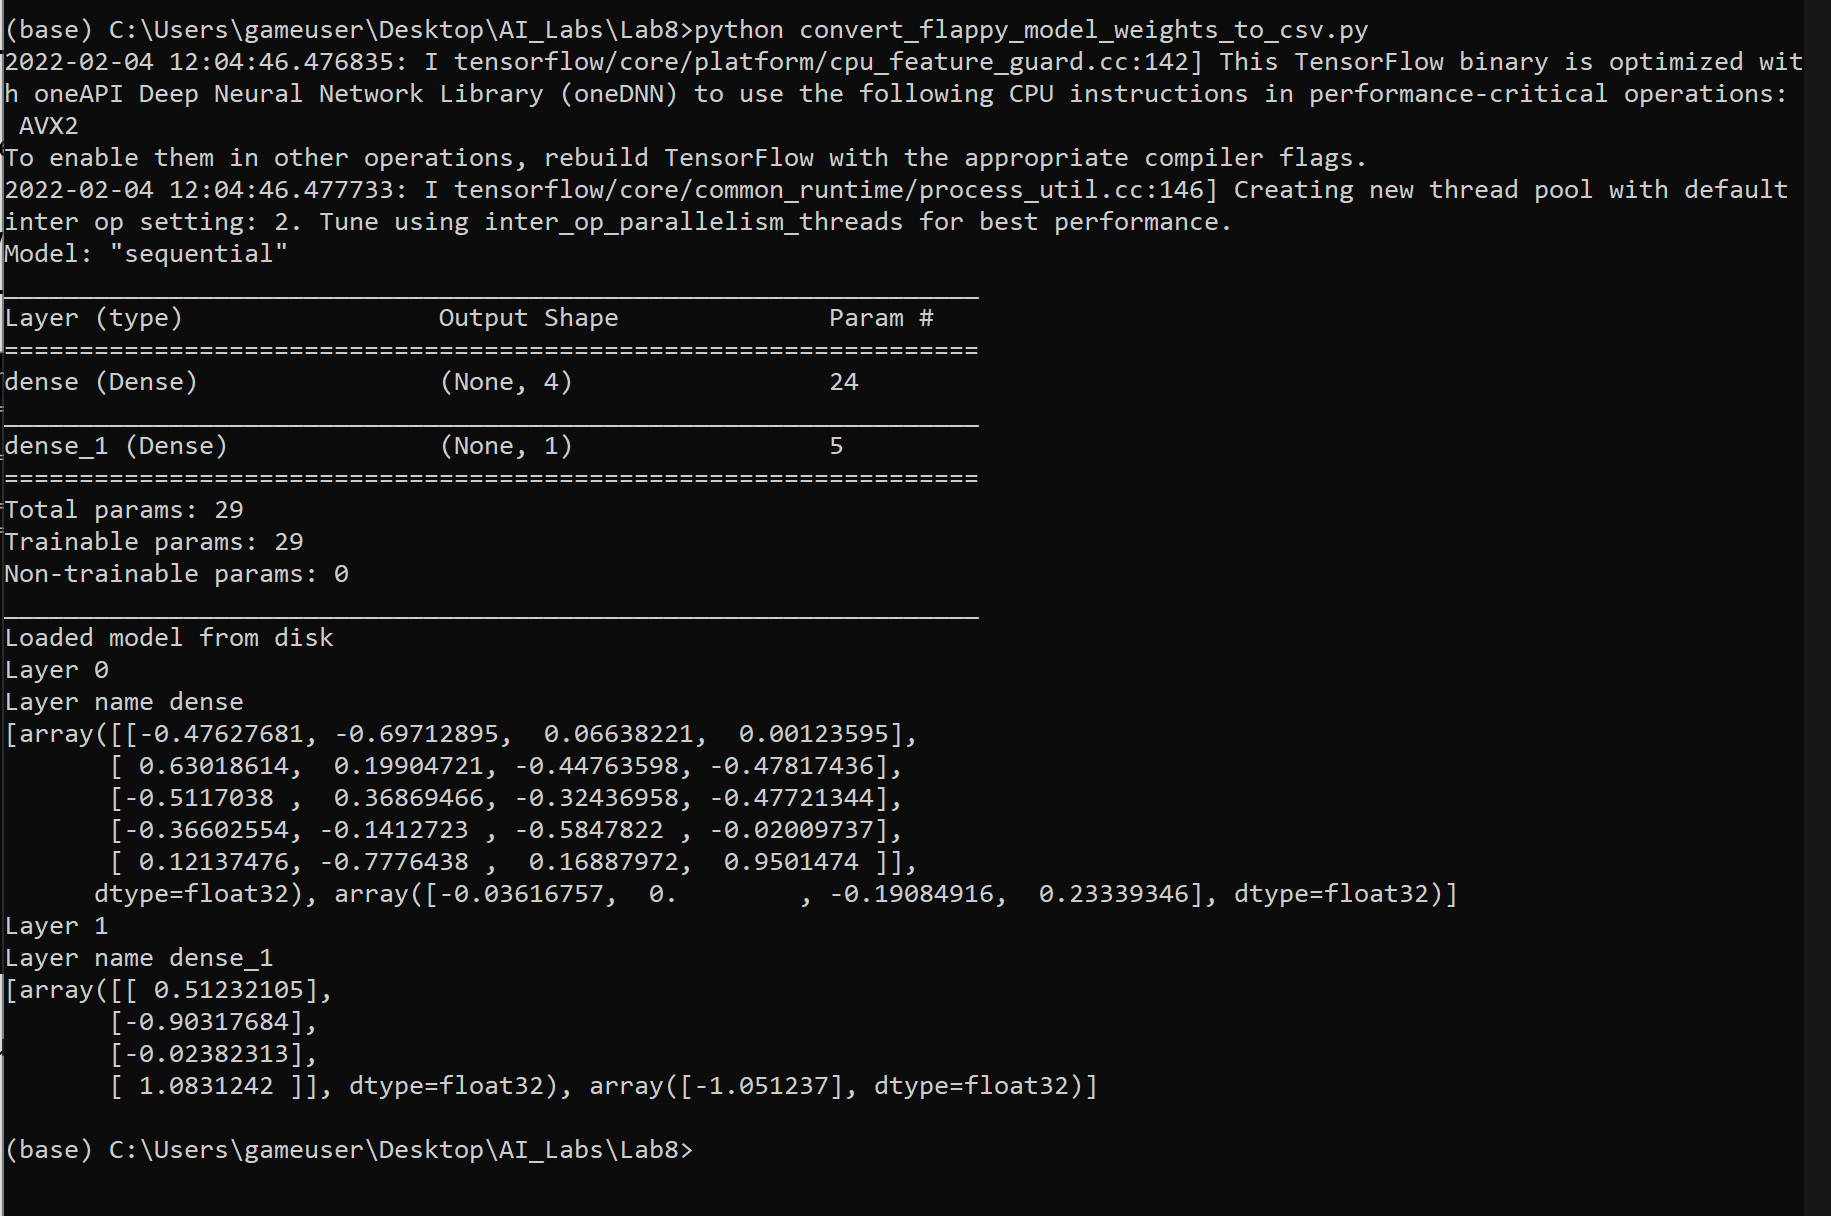 (base) C:\Users\gameuser\Desktop\AI_Labs\Lab8>python convert_flappy_model_weights_to_csv.py
2022-02-04 12:04:46.476835: I tensorflow/core/platform/cpu_feature_guard.cc:142] This TensorFlow binary is optimized wit
h oneAPI Deep Neural Network Library (oneDNN) to use the following CPU instructions in performance-critical operations:
 AVX2
To enable them in other operations, rebuild TensorFlow with the appropriate compiler flags.
2022-02-04 12:04:46.477733: I tensorflow/core/common_runtime/process_util.cc:146] Creating new thread pool with default
inter op setting: 2. Tune using inter_op_parallelism_threads for best performance.
Model: "sequential"
_________________________________________________________________
Layer (type)                 Output Shape              Param #
=================================================================
dense (Dense)                (None, 4)                 24
_________________________________________________________________
dense_1 (Dense)              (None, 1)                 5
=================================================================
Total params: 29
Trainable params: 29
Non-trainable params: 0
_________________________________________________________________
Loaded model from disk
Layer 0
Layer name dense
[array([[-0.47627681, -0.69712895,  0.06638221,  0.00123595],
       [ 0.63018614,  0.19904721, -0.44763598, -0.47817436],
       [-0.5117038 ,  0.36869466, -0.32436958, -0.47721344],
       [-0.36602554, -0.1412723 , -0.5847822 , -0.02009737],
       [ 0.12137476, -0.7776438 ,  0.16887972,  0.9501474 ]],
      dtype=float32), array([-0.03616757,  0.        , -0.19084916,  0.23339346], dtype=float32)]
Layer 1
Layer name dense_1
[array([[ 0.51232105],
       [-0.90317684],
       [-0.02382313],
       [ 1.0831242 ]], dtype=float32), array([-1.051237], dtype=float32)]
(base) C:\Users\gameuser\Desktop\AI_Labs\Lab8>